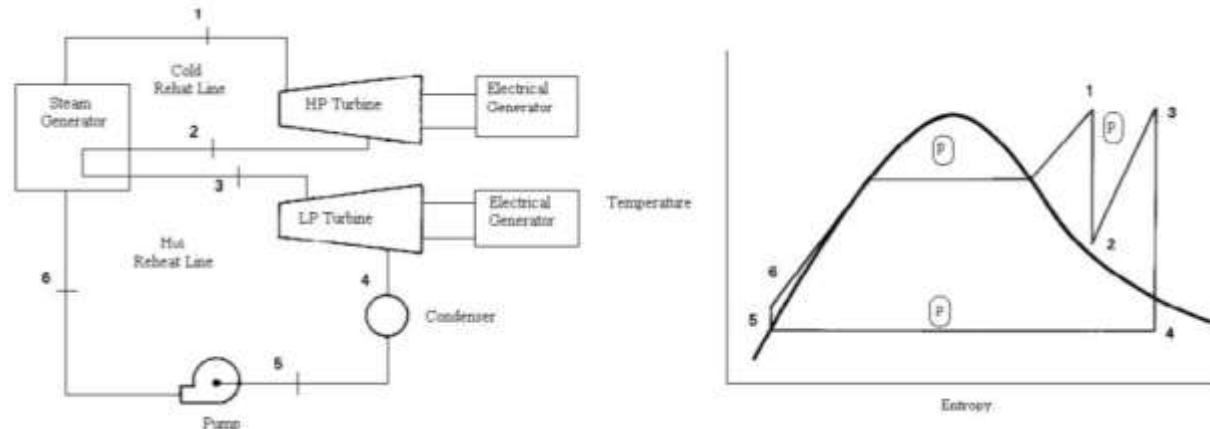 1
Cold
Rehat Line
Steam
Generator
HP Turbine
Electrical
Generator
2
3
LP Turbine
Electrical
Generator
Hot
Reheat Line
6
4
Condenser
5
Pump
Temperature
1
P
3
P
2
6
P
5
4
Entropy